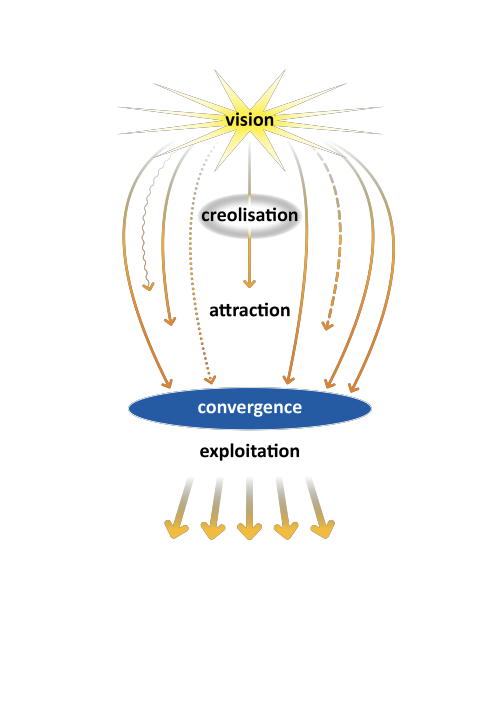 vision
creolisation
attraction
convergence
exploitation